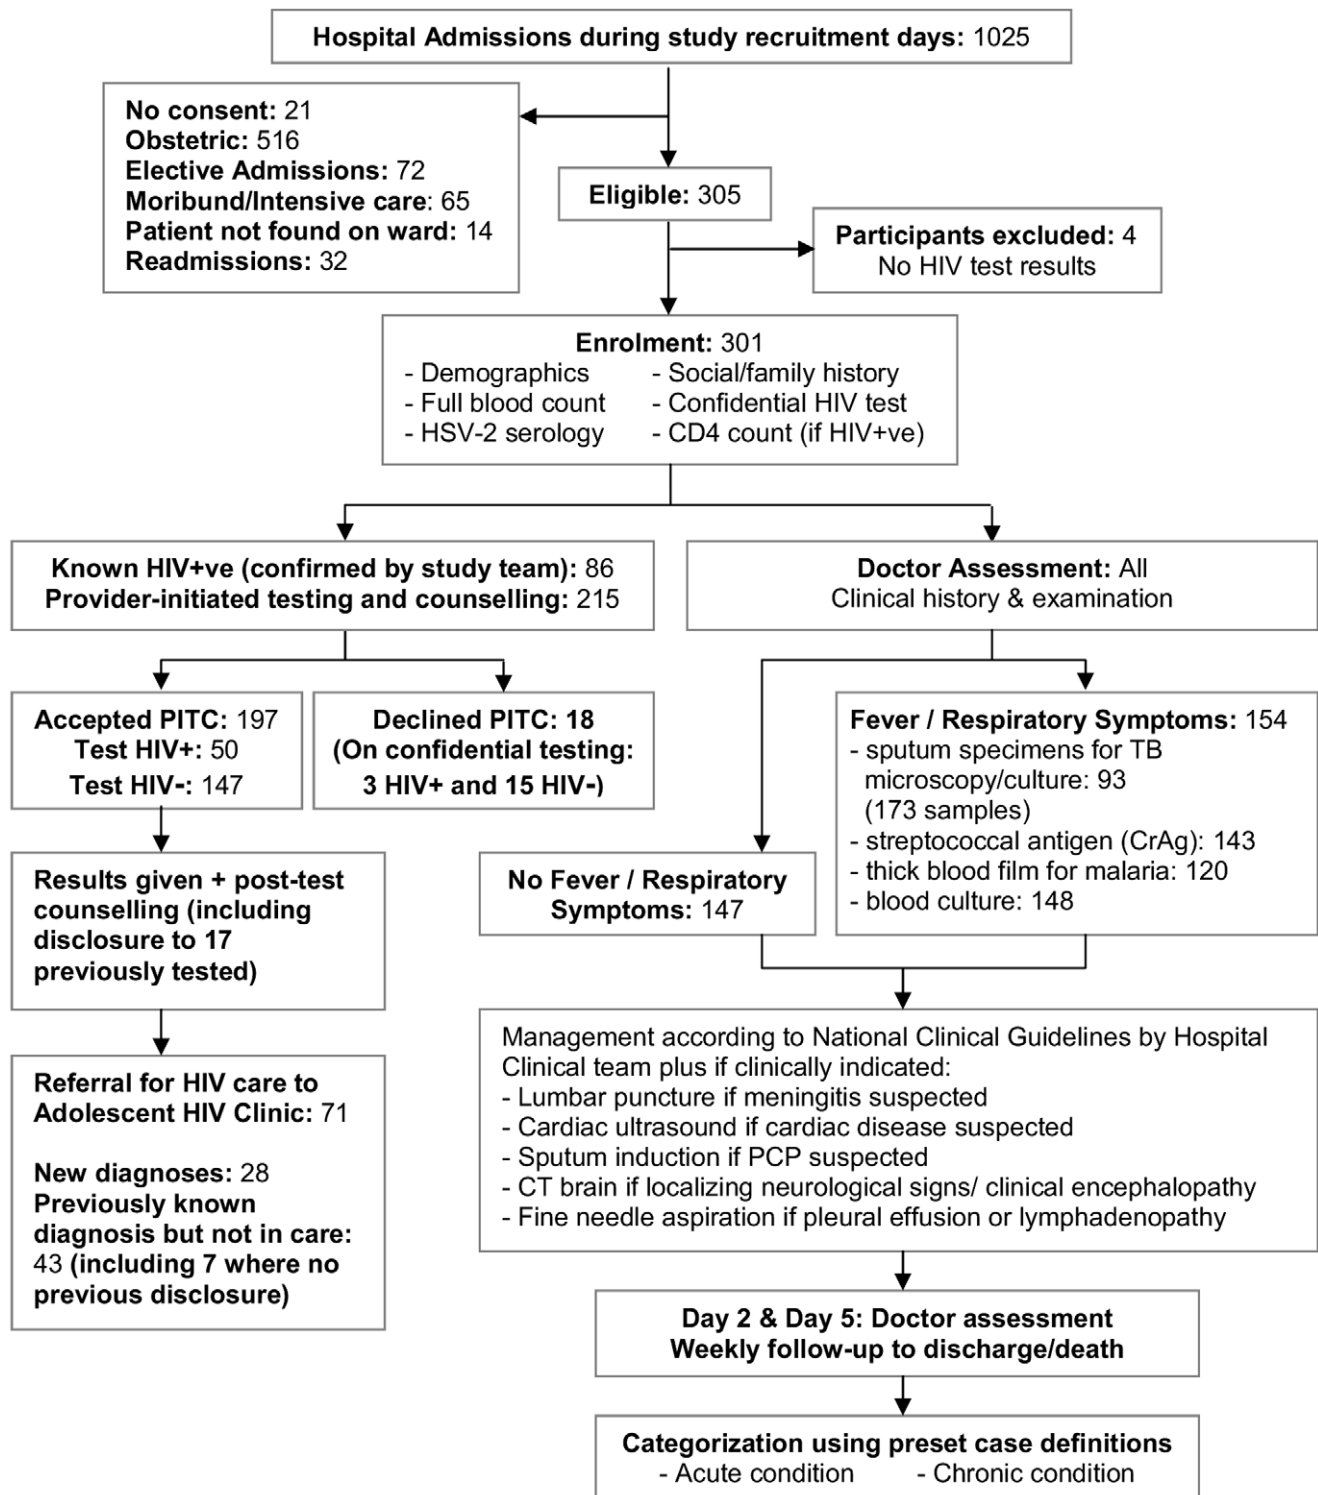 Hospital Admissions during study recruitment days: 1025
No consent: 21
Obstetric: 516
Elective Admissions: 72
Moribund/Intensive care: 65
Patient not found on ward: 14
Readmissions: 32
Eligible: 305
Participants excluded: 4
No HIV test results
Enrolment: 301
- Demographics - Social/family history
- Full blood count - Confidential HIV test
- HSV-2 serology - CD4 count (if HIV+ve)
Known HIV+ve (confirmed by study team): 86
Provider-initiated testing and counselling: 215
Doctor Assessment: All
Clinical history & examination
Accepted PITC: 197
Test HIV+: 50
Test HIV-: 147
Declined PITC: 18
(On confidential testing:
3 HIV+ and 15 HIV-)
Fever / Respiratory Symptoms: 154
- sputum specimens for TB
microscopy/culture: 93
(173 samples)
- streptococcal antigen (CrAg): 143
- thick blood film for malaria: 120
- blood culture: 148
Results given + post-test
counselling (including
disclosure to 17
previously tested)
No Fever / Respiratory
Symptoms: 147
Referral for HIV care to
Adolescent HIV Clinic: 71
New diagnoses: 28
Previously known
diagnosis but not in care:
43 (including 7 where no
previous disclosure)
Management according to National Clinical Guidelines by Hospital
Clinical team plus if clinically indicated:
- Lumbar puncture if meningitis suspected
- Cardiac ultrasound if cardiac disease suspected
- Sputum induction if PCP suspected
- CT brain if localizing neurological signs/ clinical encephalopathy
- Fine needle aspiration if pleural effusion or lymphadenopathy
Day 2 & Day 5: Doctor assessment
Weekly follow-up to discharge/death
Categorization using preset case definitions
- Acute condition - Chronic condition